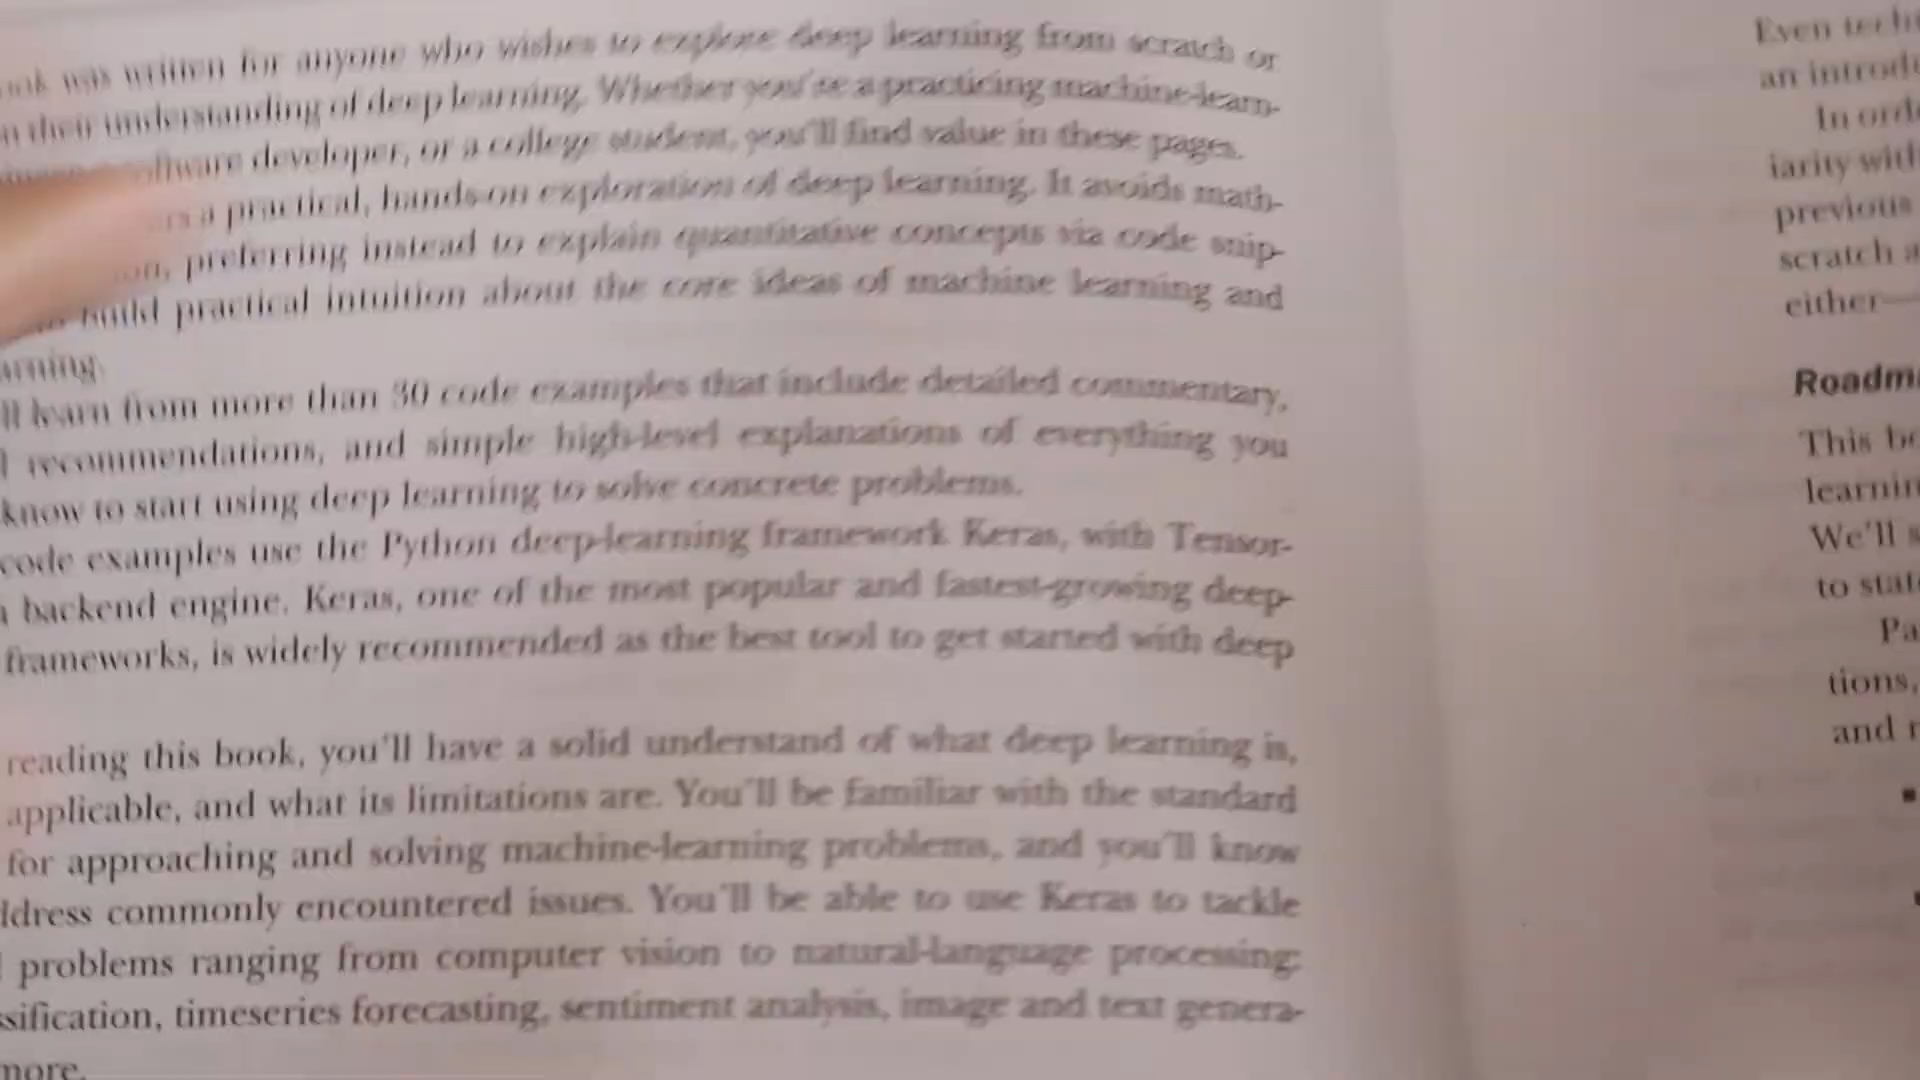 was written for anyone who wishes to explore deep learning from scratch or
their understanding of deep learning. Whether you're a practicing machine-learn-
software developer, or a college student, you'll find value in these pages.
a practical, hands-on exploration of deep learning. It avoids math-
preferring instead to explain quantitative concepts via code snip-
build practical intuition about the core ideas of machine learning and
arning.
ll learn from more than 30 code examples that include detailed commentary,
recommendations, and simple high-level explanations of everything you
know to start using deep learning to solve concrete problems.
code examples use the Python deep-learning framework Keras, with Tensor-
backend engine. Keras, one of the most popular and fastest-growing deep-
frameworks, is widely recommended as the best tool to get started with deep
reading this book, you'll have a solid understand of what deep learning is,
applicable, and what its limitations are. You'll be familiar with the standard
for approaching and solving machine-learning problems, and you'll know
ddress commonly encountered issues. You'll be able to use Keras to tackle
problems ranging from computer vision to natural-language processing:
ssification, timeseries forecasting, sentiment analysis, image and text genera-
more.
Even tech
an introdu
In orde
iarity with
previous
scratch a
either—
Roadma
This bo
learnin
We'll s
to state
Pa
tions,
and r